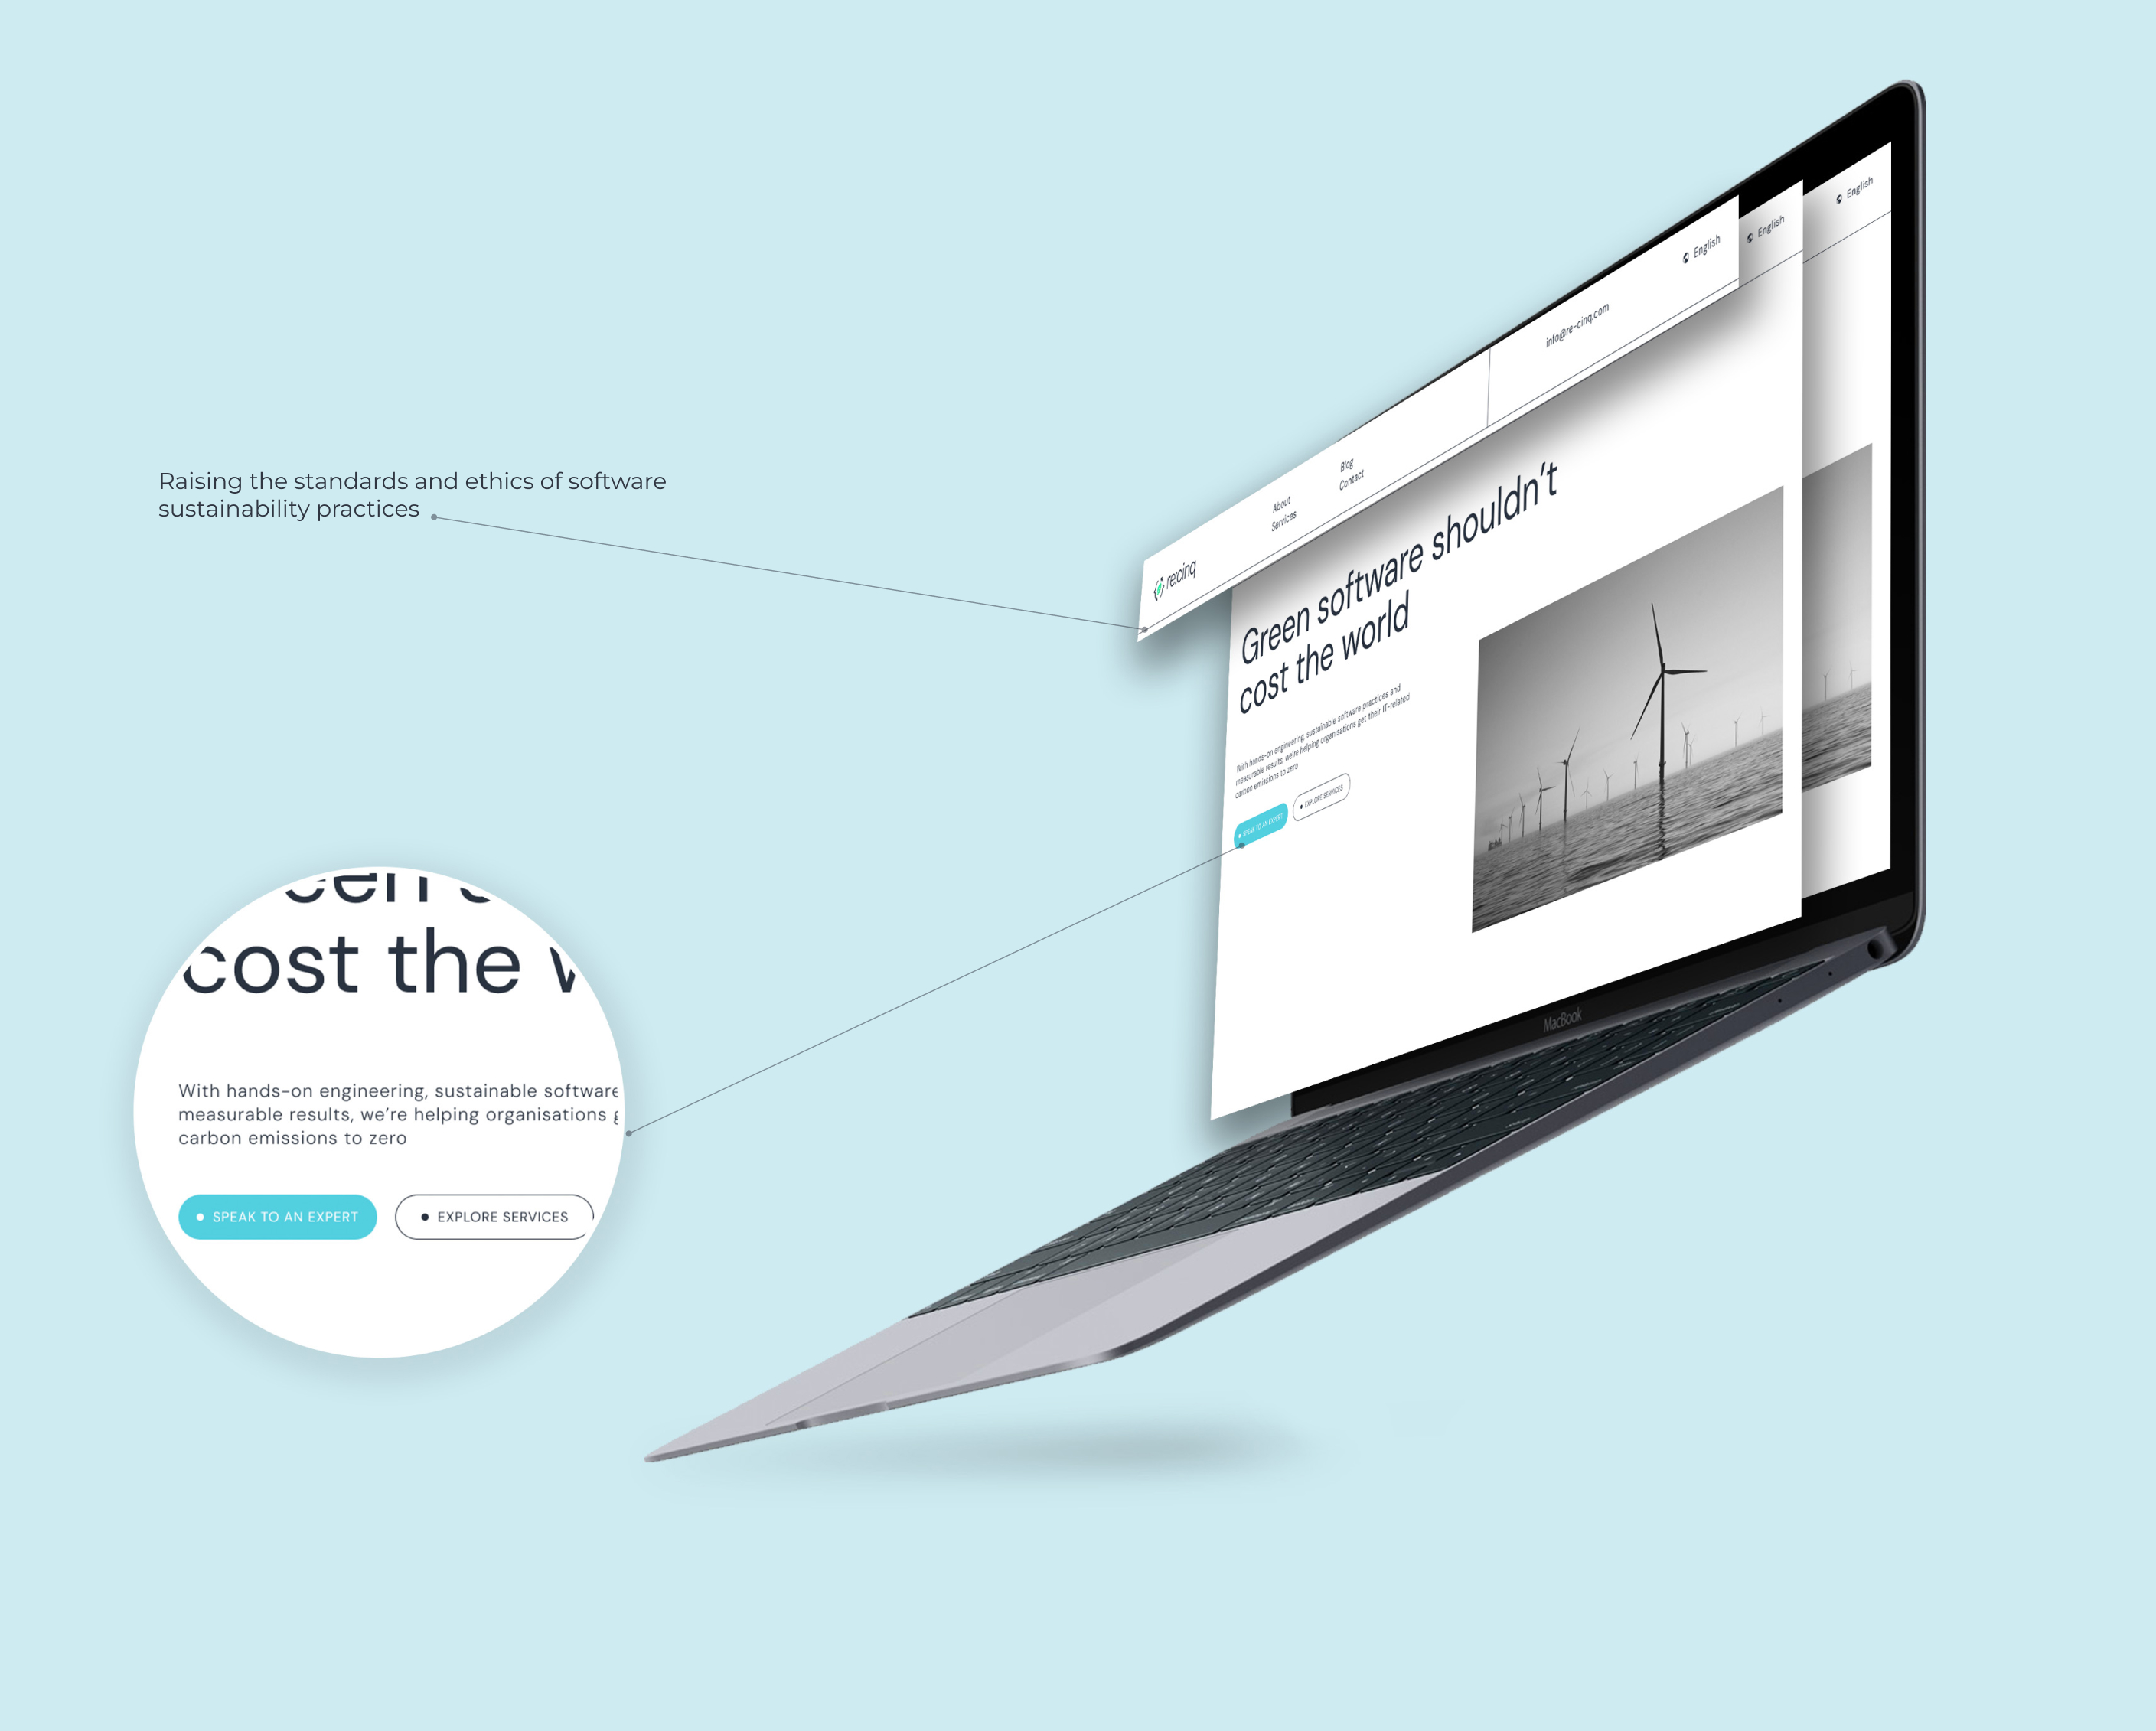 English
English
English
info@re-cinq.com
Blog
Contact
About
Services
re:cinq
Raising the standards and ethics of software
sustainability practices
Green software shouldn't
cost the world
With hands-on engineering, sustainable software practices and
measurable results, we're helping organisations get their IT-related
carbon emissions to zero
SPEAK TO AN EXPERT
EXPLORE SERVICES
MacBook
cost the
With hands-on engineering, sustainable software
measurable results, we're helping organisations
carbon emissions to zero
SPEAK TO AN EXPERT
EXPLORE SERVICES